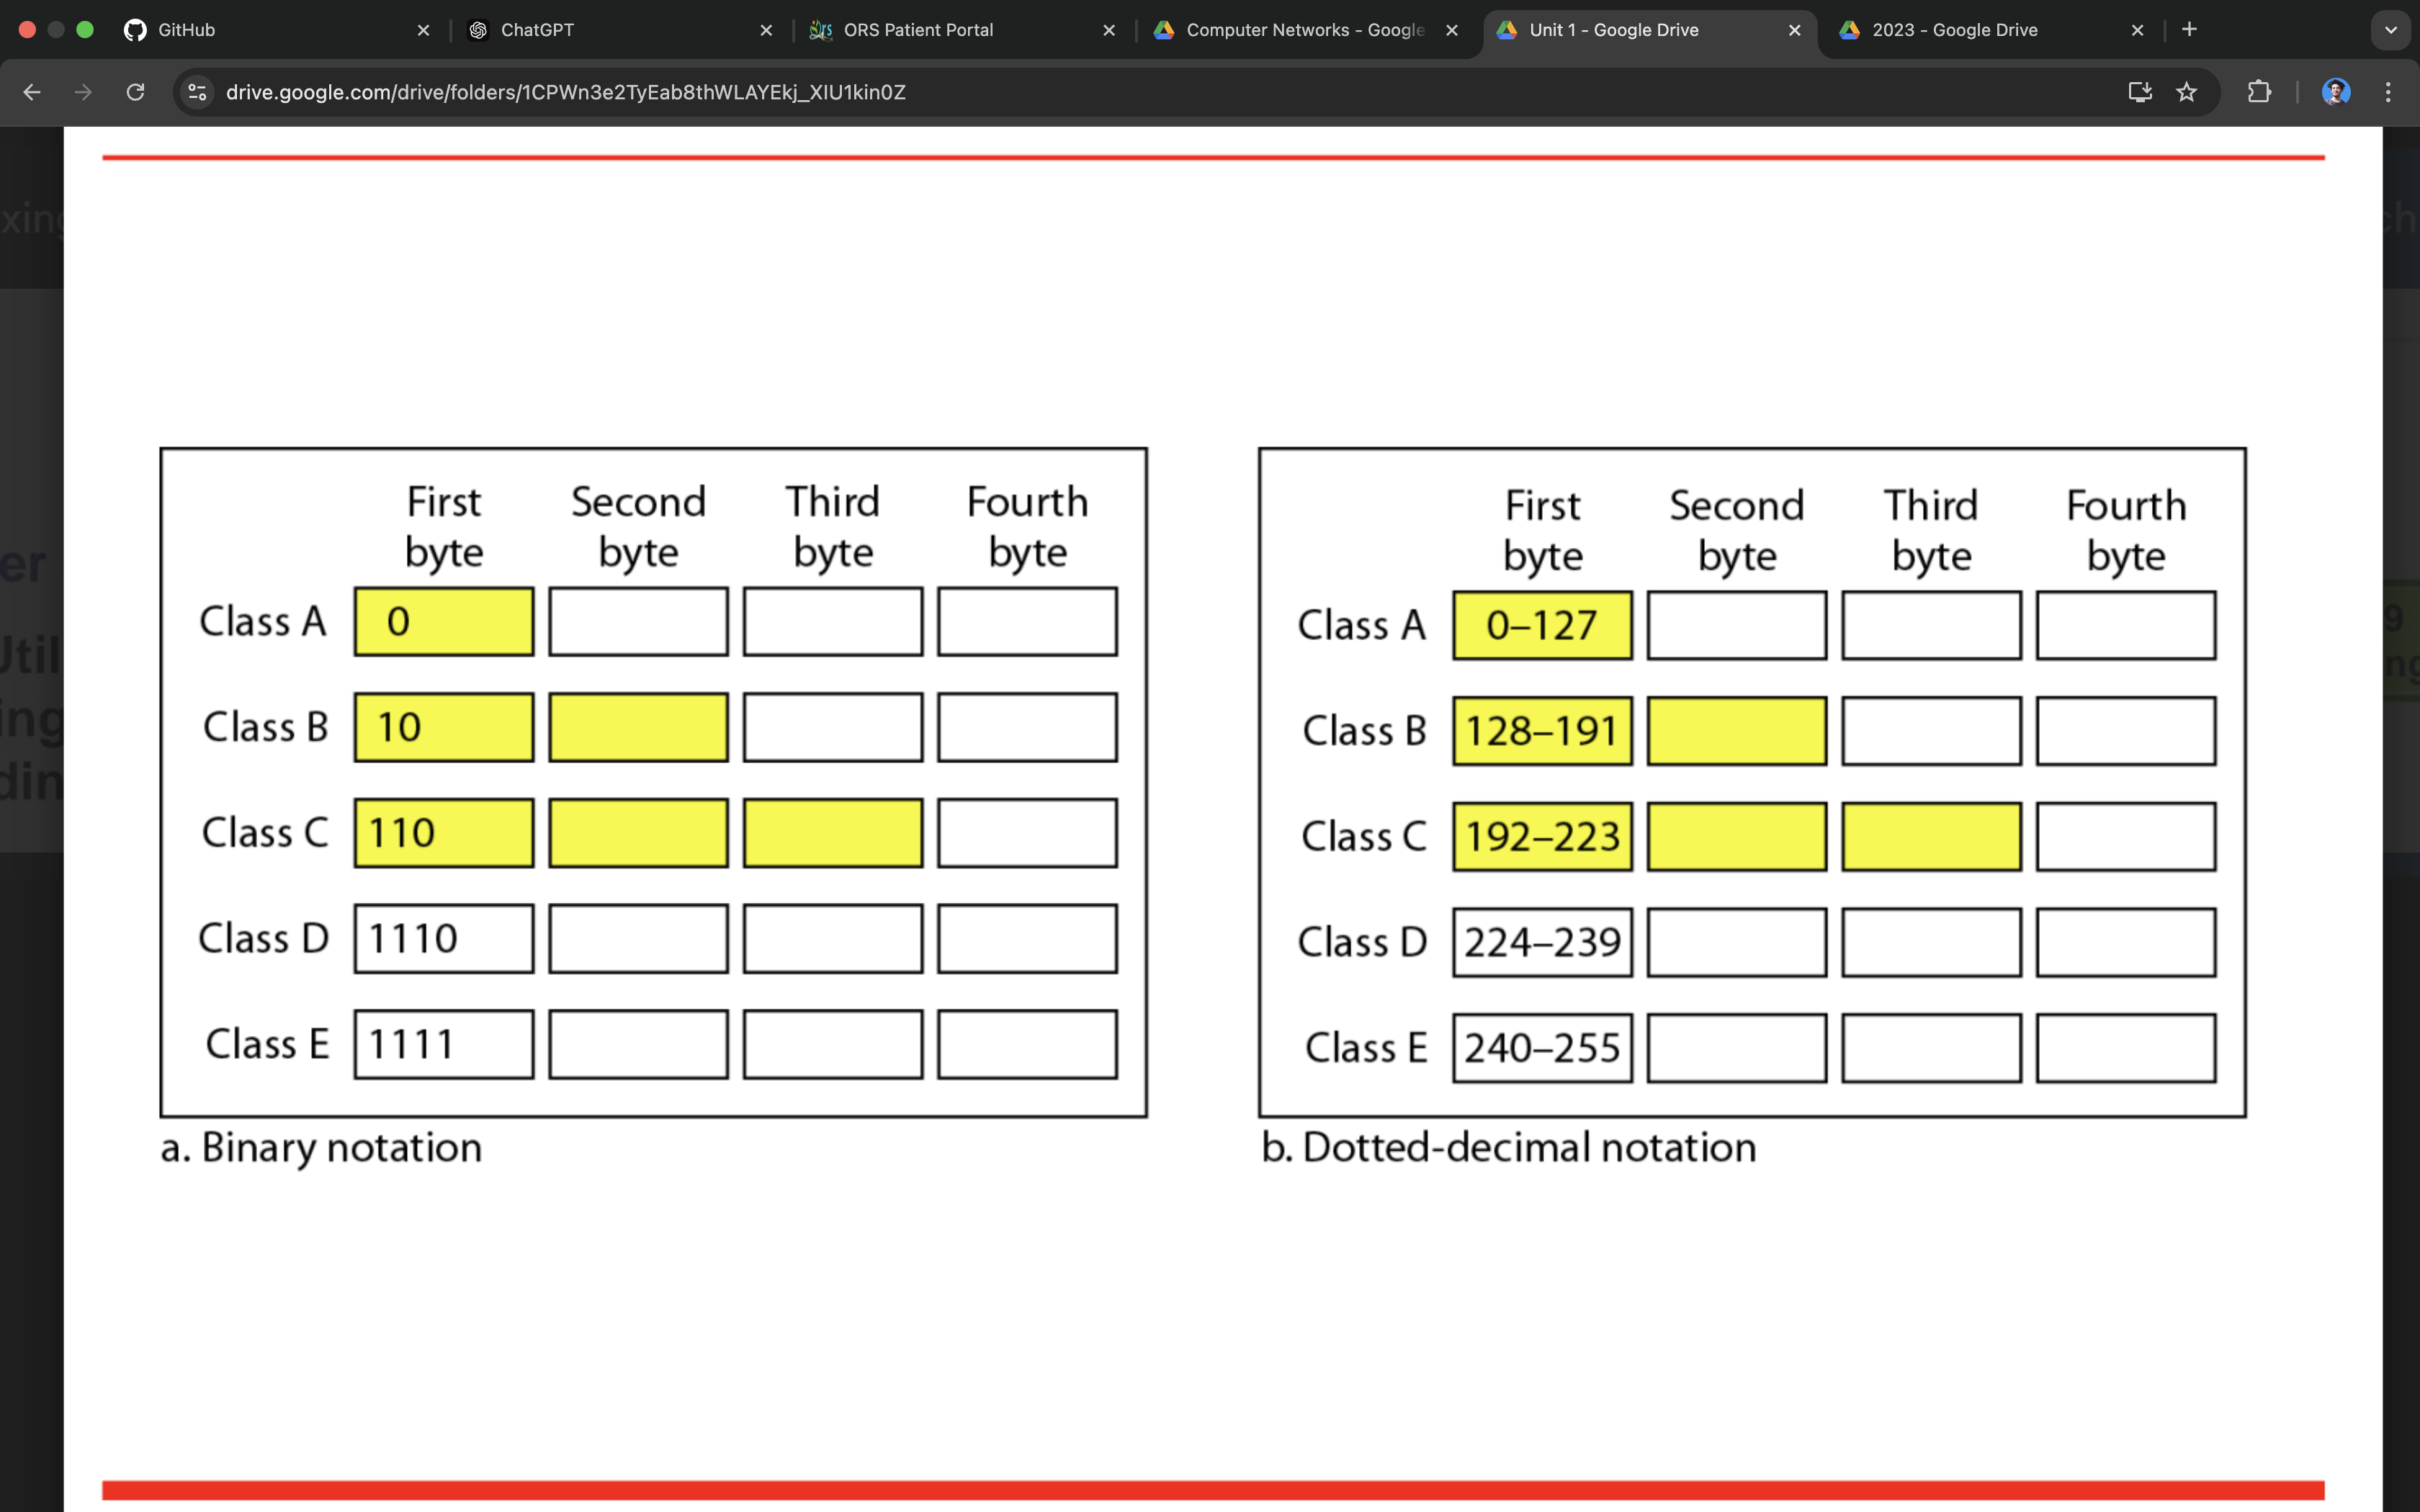 GitHub
ChatGPT
ORS Patient Portal
Computer Networks - Google
Unit 1 - Google Drive
2023 - Google Drive
drive.google.com/drive/folders/1CPWn3e2TyEab8thWLAYEkj_XIU1kin0Z
First byte Second byte Third byte Fourth byte
Class A 0
Class B 10
Class C 110
Class D 1110
Class E 1111
a. Binary notation
First byte Second byte Third byte Fourth byte
Class A 0–127
Class B 128–191
Class C 192–223
Class D 224–239
Class E 240–255
b. Dotted-decimal notation